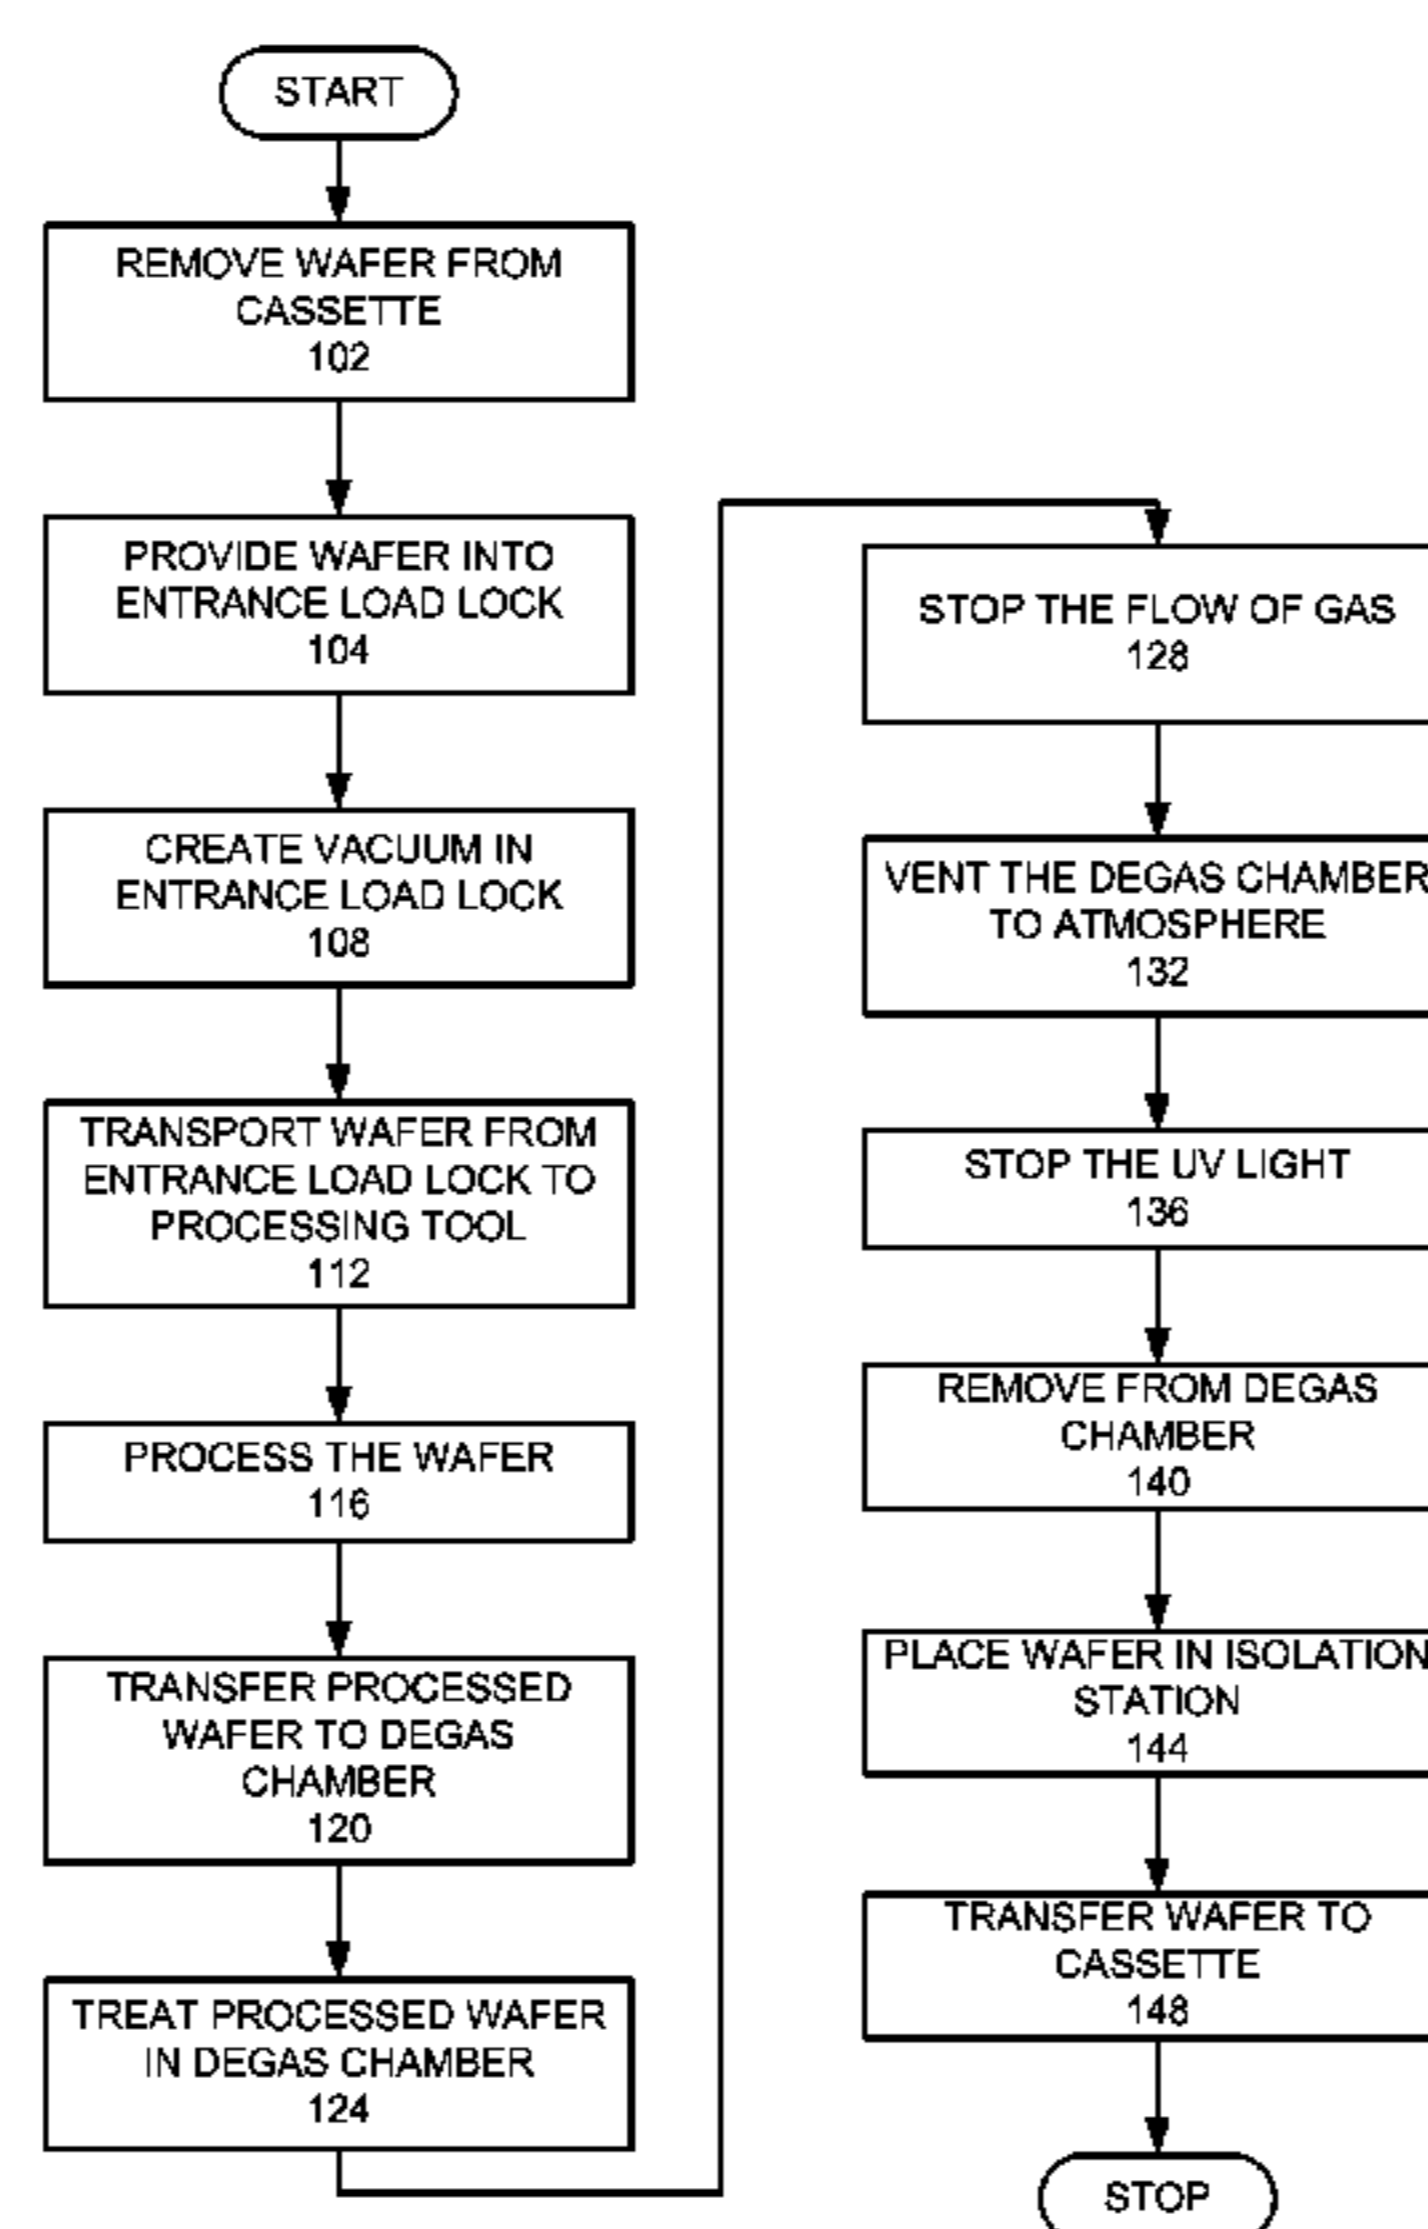 START
REMOVE WAFER FROM
CASSETTE
102
PROVIDE WAFER INTO
ENTRANCE LOAD LOCK
104
CREATE VACUUM IN
ENTRANCE LOAD LOCK
108
TRANSPORT WAFER FROM
ENTRANCE LOAD LOCK TO
PROCESSING TOOL
112
PROCESS THE WAFER
116
TRANSFER PROCESSED
WAFER TO DEGAS
CHAMBER
120
TREAT PROCESSED WAFER
IN DEGAS CHAMBER
124
STOP THE FLOW OF GAS
128
VENT THE DEGAS CHAMBER
TO ATMOSPHERE
132
STOP THE UV LIGHT
136
REMOVE FROM DEGAS
CHAMBER
140
PLACE WAFER IN ISOLATION
STATION
144
TRANSFER WAFER TO
CASSETTE
148
STOP